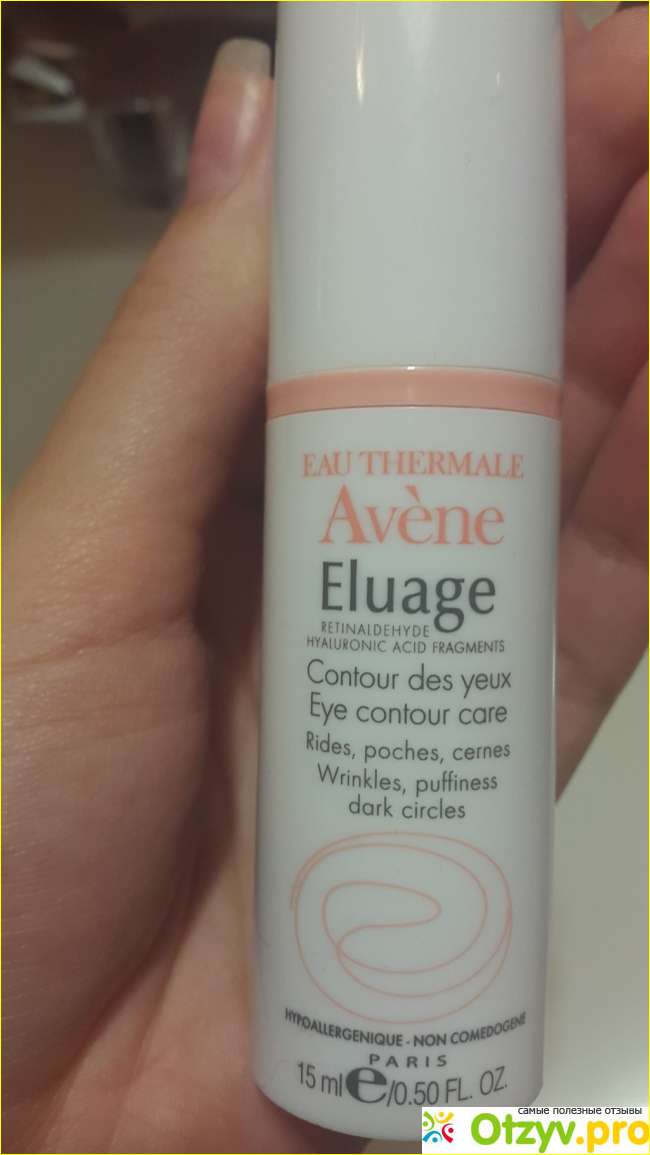 EAU THERMALE
Avène
Eluage
RETINALDEHYDE
HYALURONIC ACID FRAGMENTS
Contour des yeux
Eye contour care
Rides, poches, cernes
Wrinkles, puffiness
dark circles
HYPOALLERGENIQUE - NON COMEDOGENE
PARIS
15 ml e/0.50 FL. OZ.
самые полезные отзывы
Otzyv.pro